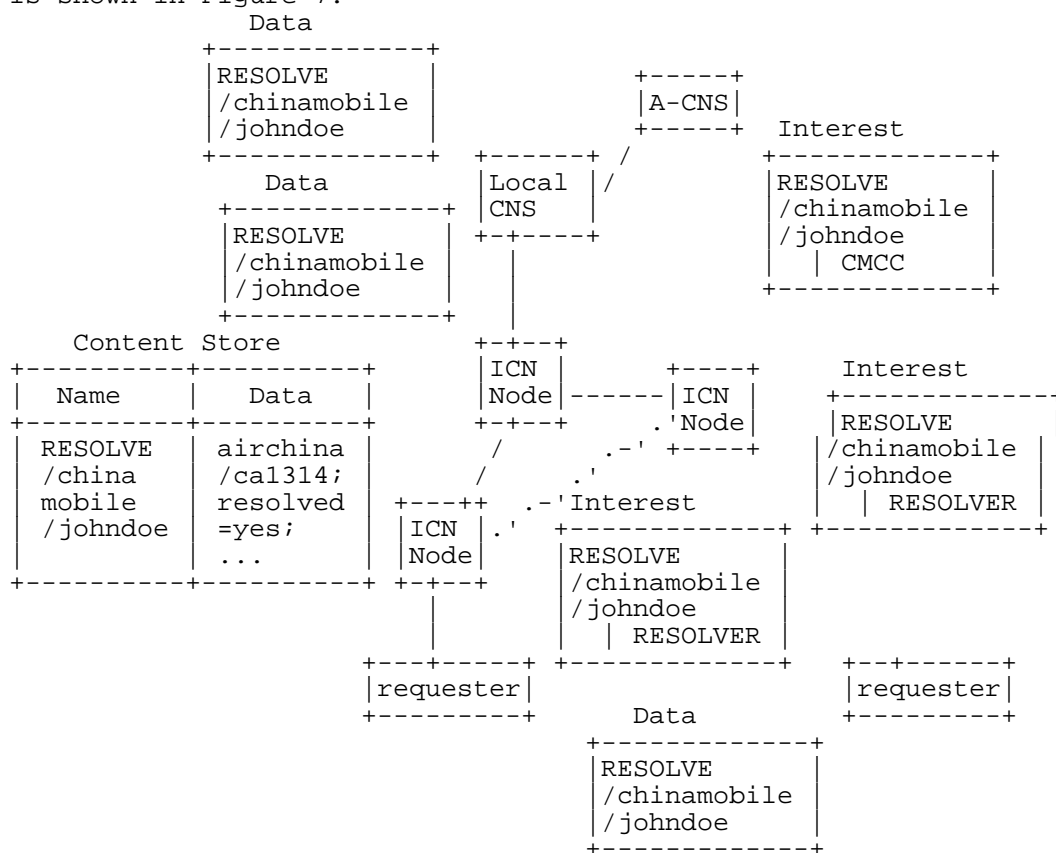 is shown in Figure 7.
Data
RESOLVE
/chinamobile
/johndoe
A-CNS
Interest
Data
Local
CNS
RESOLVE
/chinamobile
/johndoe
| CMCC
RESOLVE
/chinamobile
/johndoe
Content Store
Name Data
RESOLVE airchina
/china /ca1314;
mobile resolved
/johndoe =yes;
...
ICN
Node
ICN
Node
Interest
RESOLVE
/chinamobile
/johndoe
| RESOLVER
ICN
Node
Interest
RESOLVE
/chinamobile
/johndoe
| RESOLVER
requester
requester
Data
RESOLVE
/chinamobile
/johndoe